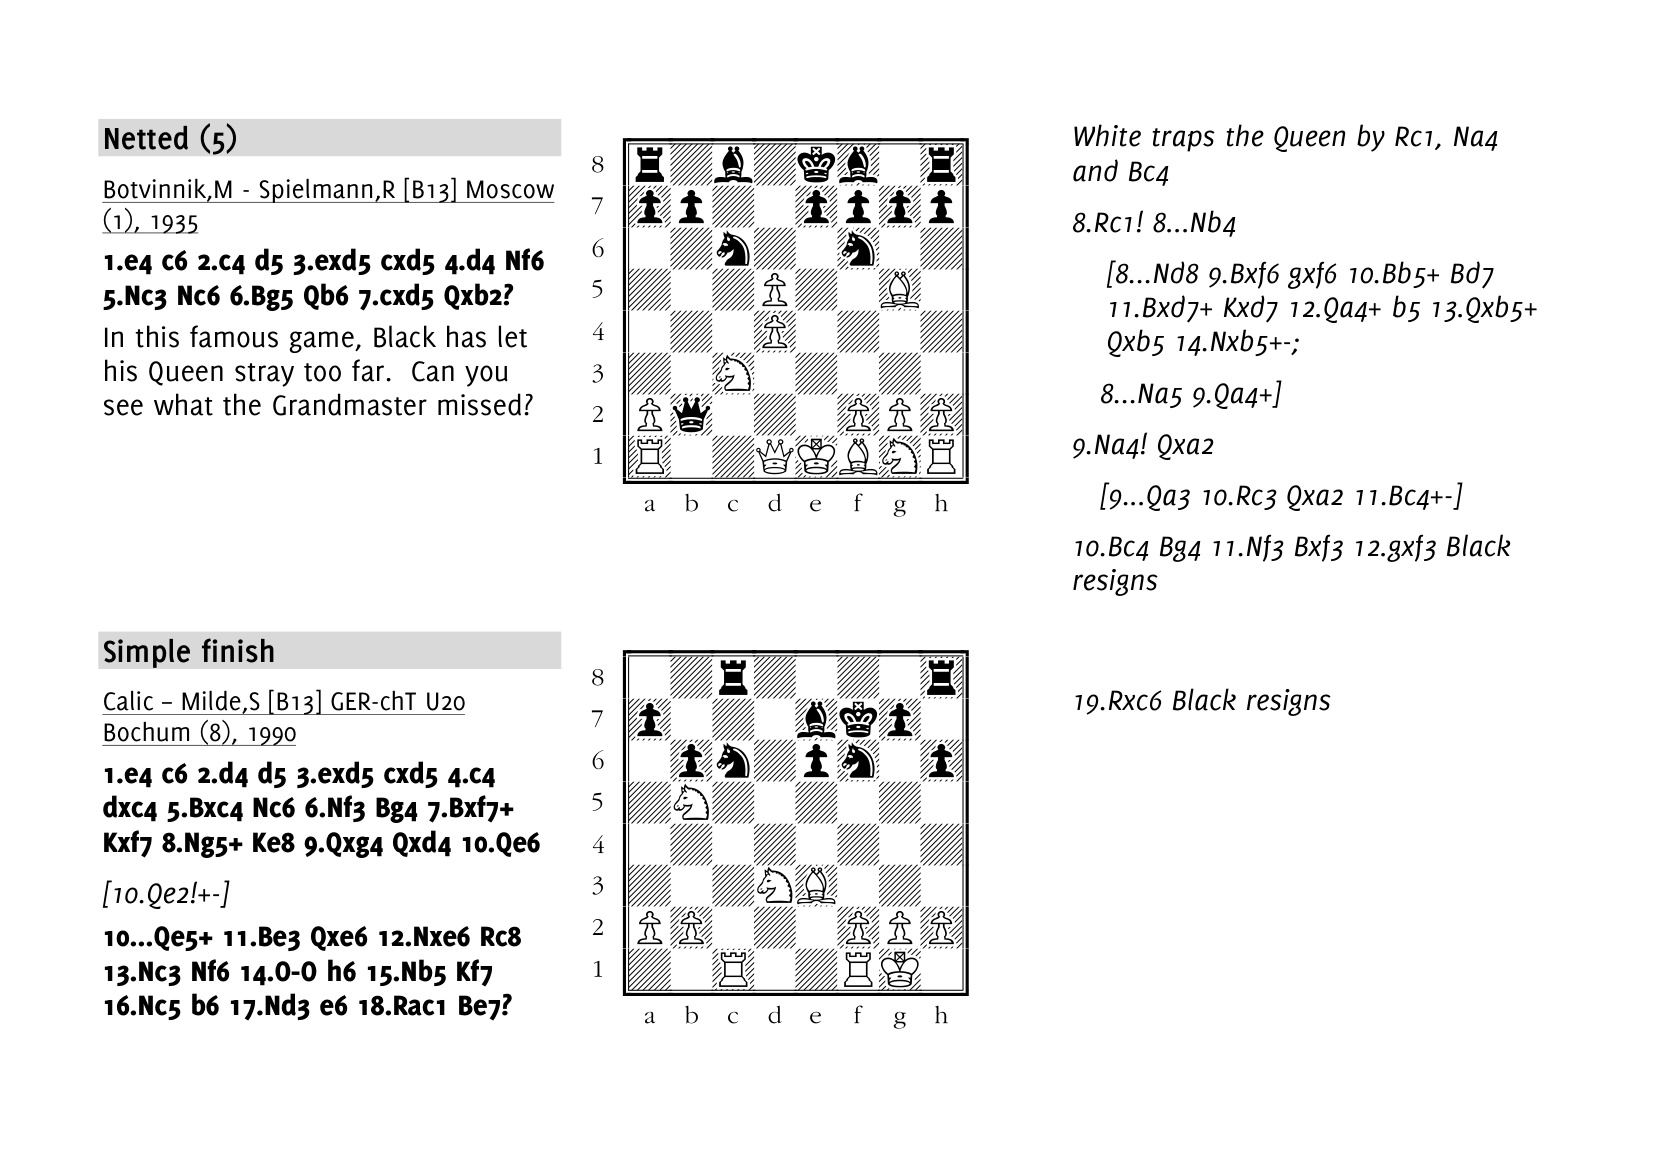 Netted (5)
Botvinnik,M - Spielmann,R [B13] Moscow
(1), 1935
1.e4 c6 2.c4 d5 3.exd5 cxd5 4.d4 Nf6
5.Nc3 Nc6 6.Bg5 Qb6 7.cxd5 Qxb2?
In this famous game, Black has let
his Queen stray too far.  Can you
see what the Grandmaster missed?
8
7
6
5
4
3
2
1
a b c d e f g h
White traps the Queen by Rc1, Na4
and Bc4
8.Rc1! 8...Nb4
[8...Nd8 9.Bxf6 gxf6 10.Bb5+ Bd7
11.Bxd7+ Kxd7 12.Qa4+ b5 13.Qxb5+
Qxb5 14.Nxb5+-;
8...Na5 9.Qa4+]
9.Na4! Qxa2
[9...Qa3 10.Rc3 Qxa2 11.Bc4+-]
10.Bc4 Bg4 11.Nf3 Bxf3 12.gxf3 Black
resigns
Simple finish
Calic – Milde,S [B13] GER-chT U20
Bochum (8), 1990
1.e4 c6 2.d4 d5 3.exd5 cxd5 4.c4
dxc4 5.Bxc4 Nc6 6.Nf3 Bg4 7.Bxf7+
Kxf7 8.Ng5+ Ke8 9.Qxg4 Qxd4 10.Qe6
[10.Qe2!+-]
10...Qe5+ 11.Be3 Qxe6 12.Nxe6 Rc8
13.Nc3 Nf6 14.O-O h6 15.Nb5 Kf7
16.Nc5 b6 17.Nd3 e6 18.Rac1 Be7?
8
7
6
5
4
3
2
1
a b c d e f g h
19.Rxc6 Black resigns